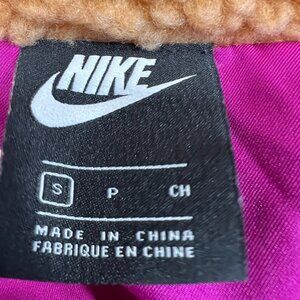 NIKE
S P CH
MADE IN CHINA
FABRIQUE EN CHINE